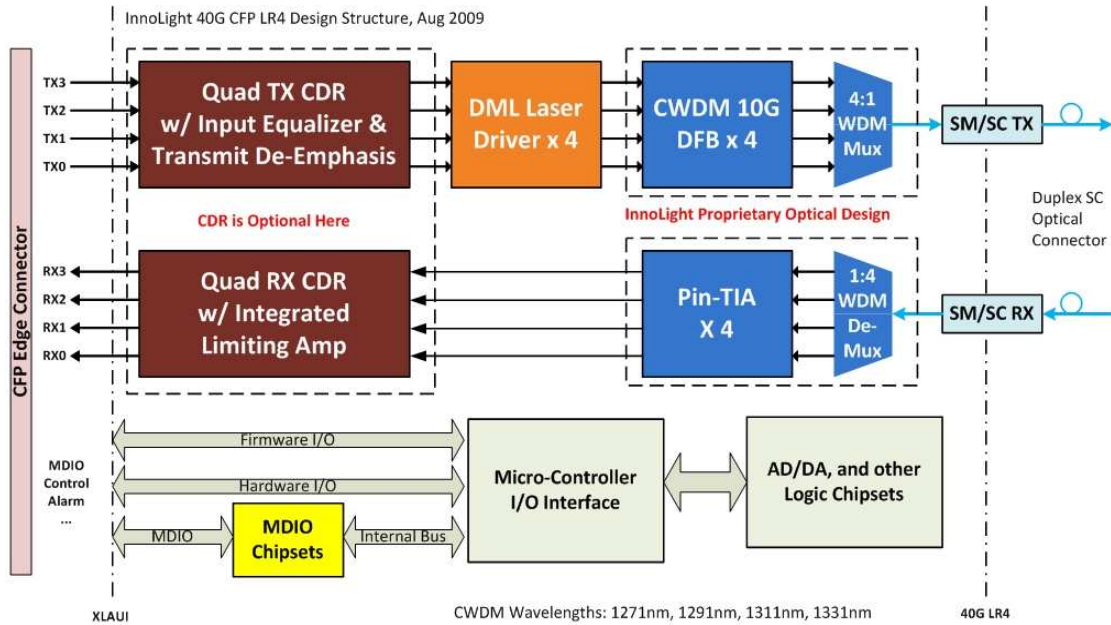 InnoLight 40G CFP LR4 Design Structure, Aug 2009
CFP Edge Connector
TX3
TX2
TX1
TX0
Quad TX CDR
w/ Input Equalizer &
Transmit De-Emphasis
DML Laser
Driver x 4
CWDM 10G
DFB x 4
4:1
WDM
Mux
SM/SC TX
CDR is Optional Here
InnoLight Proprietary Optical Design
Duplex SC
Optical
Connector
RX3
RX2
RX1
RX0
Quad RX CDR
w/ Integrated
Limiting Amp
Pin-TIA
X 4
1:4
WDM
De-
Mux
SM/SC RX
MDIO
Control
Alarm
...
Firmware I/O
Hardware I/O
MDIO
MDIO
Chipsets
Internal Bus
Micro-Controller
I/O Interface
AD/DA, and other
Logic Chipsets
XLAUI
CWDM Wavelengths: 1271nm, 1291nm, 1311nm, 1331nm
40G LR4